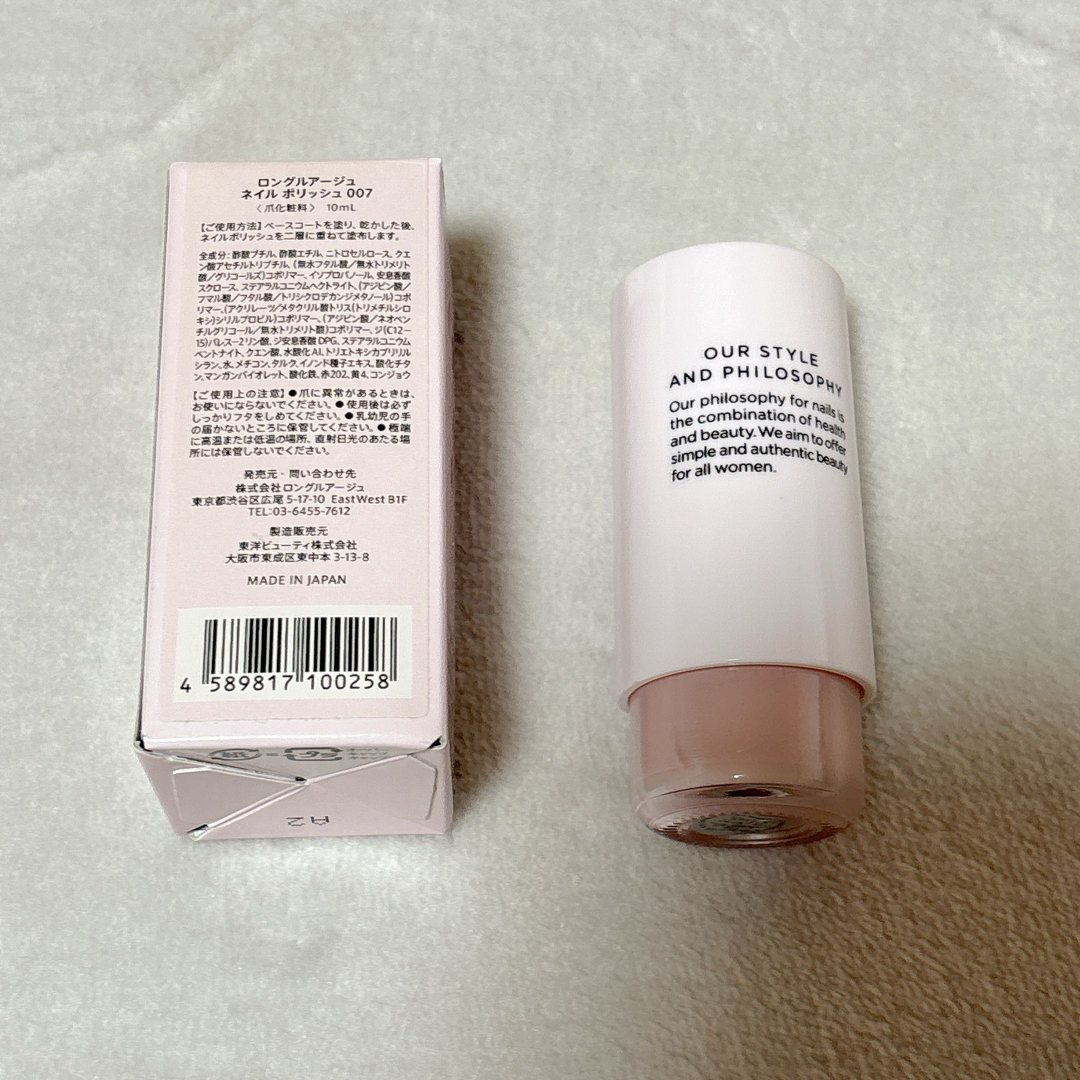 ロングルアージュ
ネイル ポリッシュ 007
〈爪化粧料〉 10mL
【ご使用方法】ベースコートを塗り、乾かした後、
ネイルポリッシュを二層に重ねて塗布します。
全成分：酢酸ブチル、酢酸エチル、ニトロセルロース、クエ
ン酸アセチルトリブチル、（無水フタル酸／無水トリメリト
酸／グリコールズ）コポリマー、イソプロパノール、安息香酸
スクロース、ステアラルコニウムヘクトライト、（アジピン酸／
フマル酸／フタル酸／トリシクロデカンジメタノール）コポ
リマー、（アクリレーツ／メタクリル酸トリス（トリメチルシロ
キシ）シリルプロピル）コポリマー、（アジピン酸／ネオペン
チルグリコール／無水トリメト酸）コポリマー、ジ（C12－
15）パレス－2リン酸、ジ安息香酸DPG、ステアラルコニウム
ベントナイト、クエン酸、水酸化Al、トリエトキシカプリリル
シラン、水、メチコン、タルク、イノンド種子エキス、酸化チタ
ン、マンガンバイオレット、酸化鉄、赤202、黄4、コンジョウ
【ご使用上の注意】●爪に異常があるときは、
お使いにならないでください。●使用後は必ず
しっかりフタをしめてください。●乳幼児の手
の届かないところに保管してください。●極端
に高温または低温の場所、直射日光のあたる場
所には保管しないでください。
発売元・問い合わせ先
株式会社ロングルアージュ
東京都渋谷区広尾 5-17-10 EastWest B1F
TEL:03-6455-7612
製造販売元
東洋ビューティ株式会社
大阪市東成区東中本 3-13-8
MADE IN JAPAN
4 589817 100258
A2
OUR STYLE
AND PHILOSOPHY
Our philosophy for nails is
the combination of health
and beauty. We aim to offer
simple and authentic beauty
for all women.